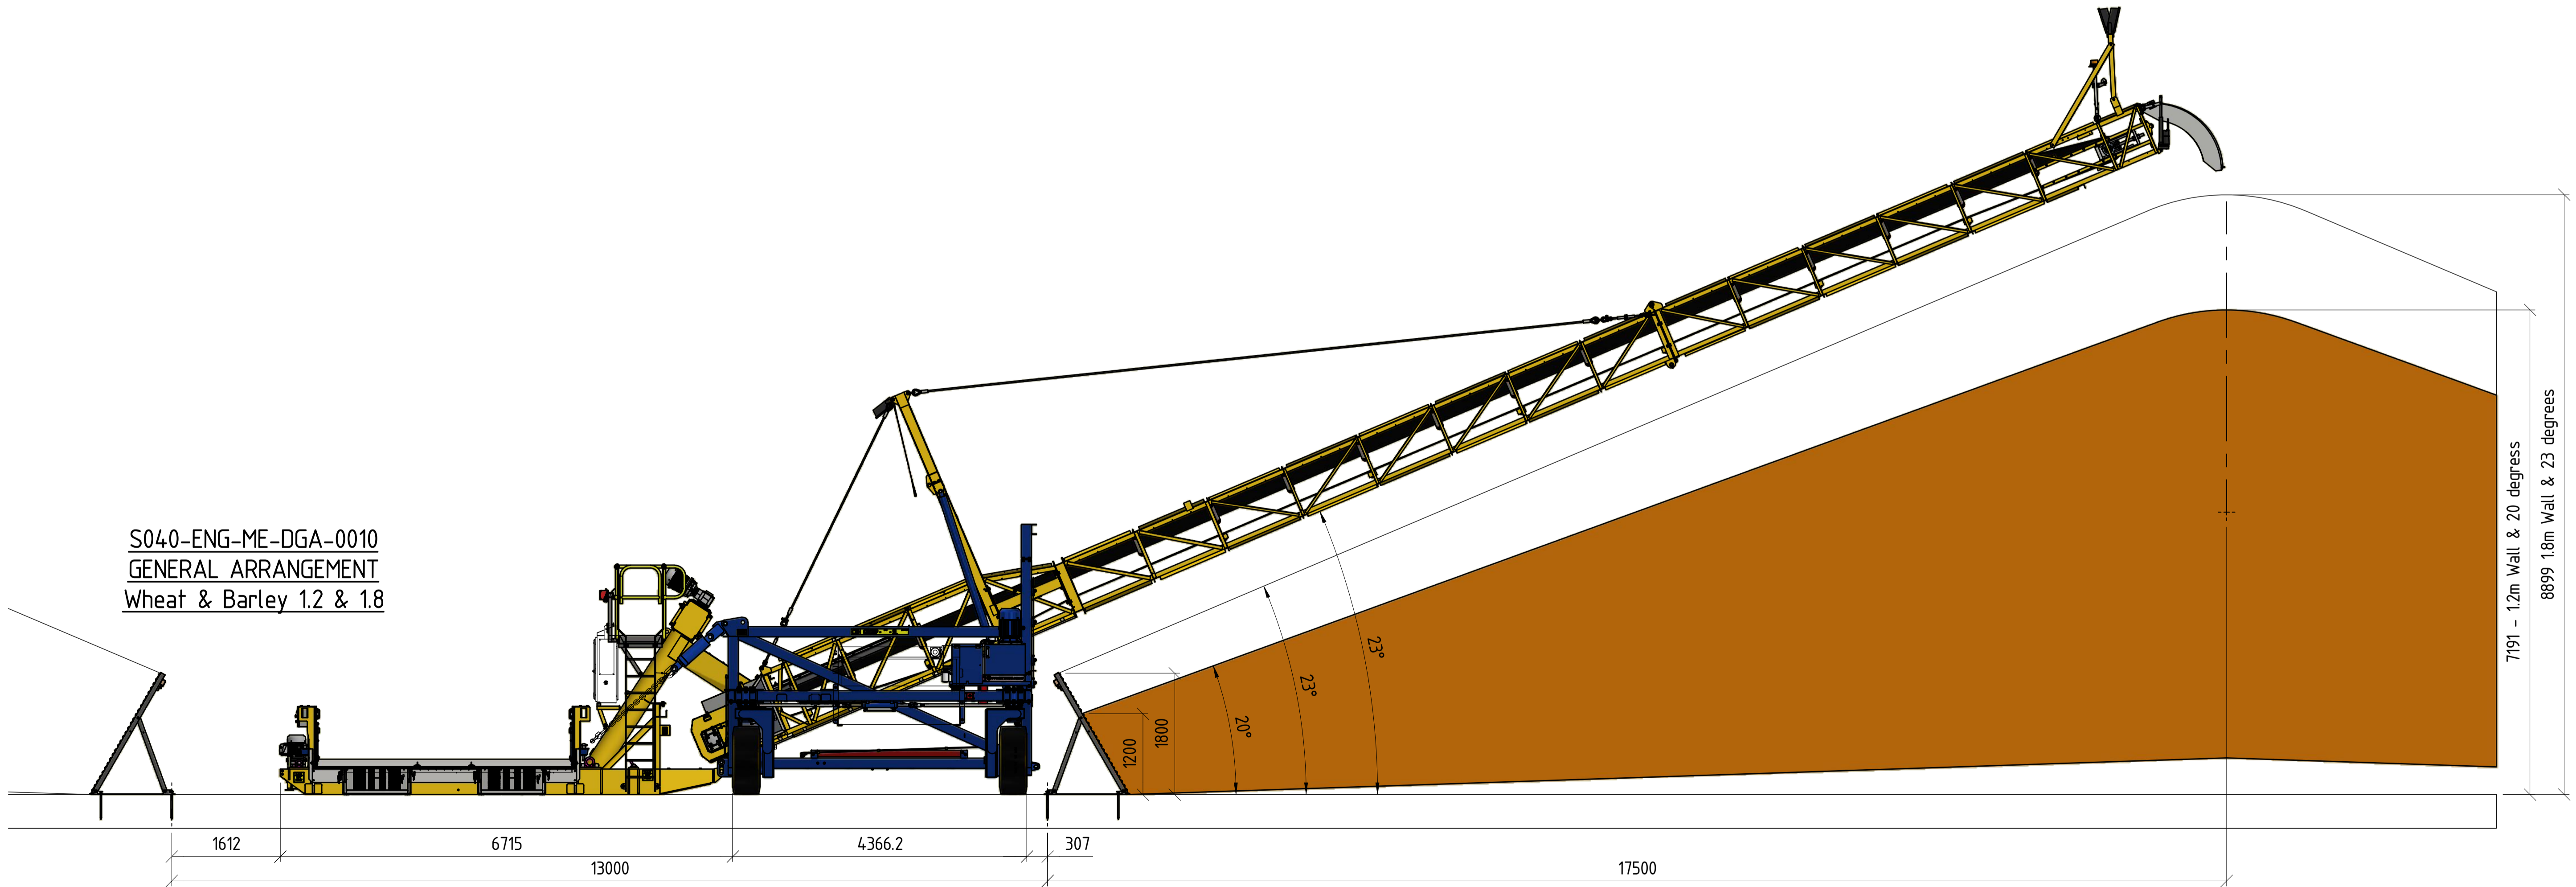 S040-ENG-ME-DGA-0010
GENERAL ARRANGEMENT
Wheat & Barley 1.2 & 1.8
23°
23°
20°
1800
1200
7191 - 1.2m Wall & 20 degress
8899 1.8m Wall & 23 degrees
1612
6715
4366.2
307
13000
17500